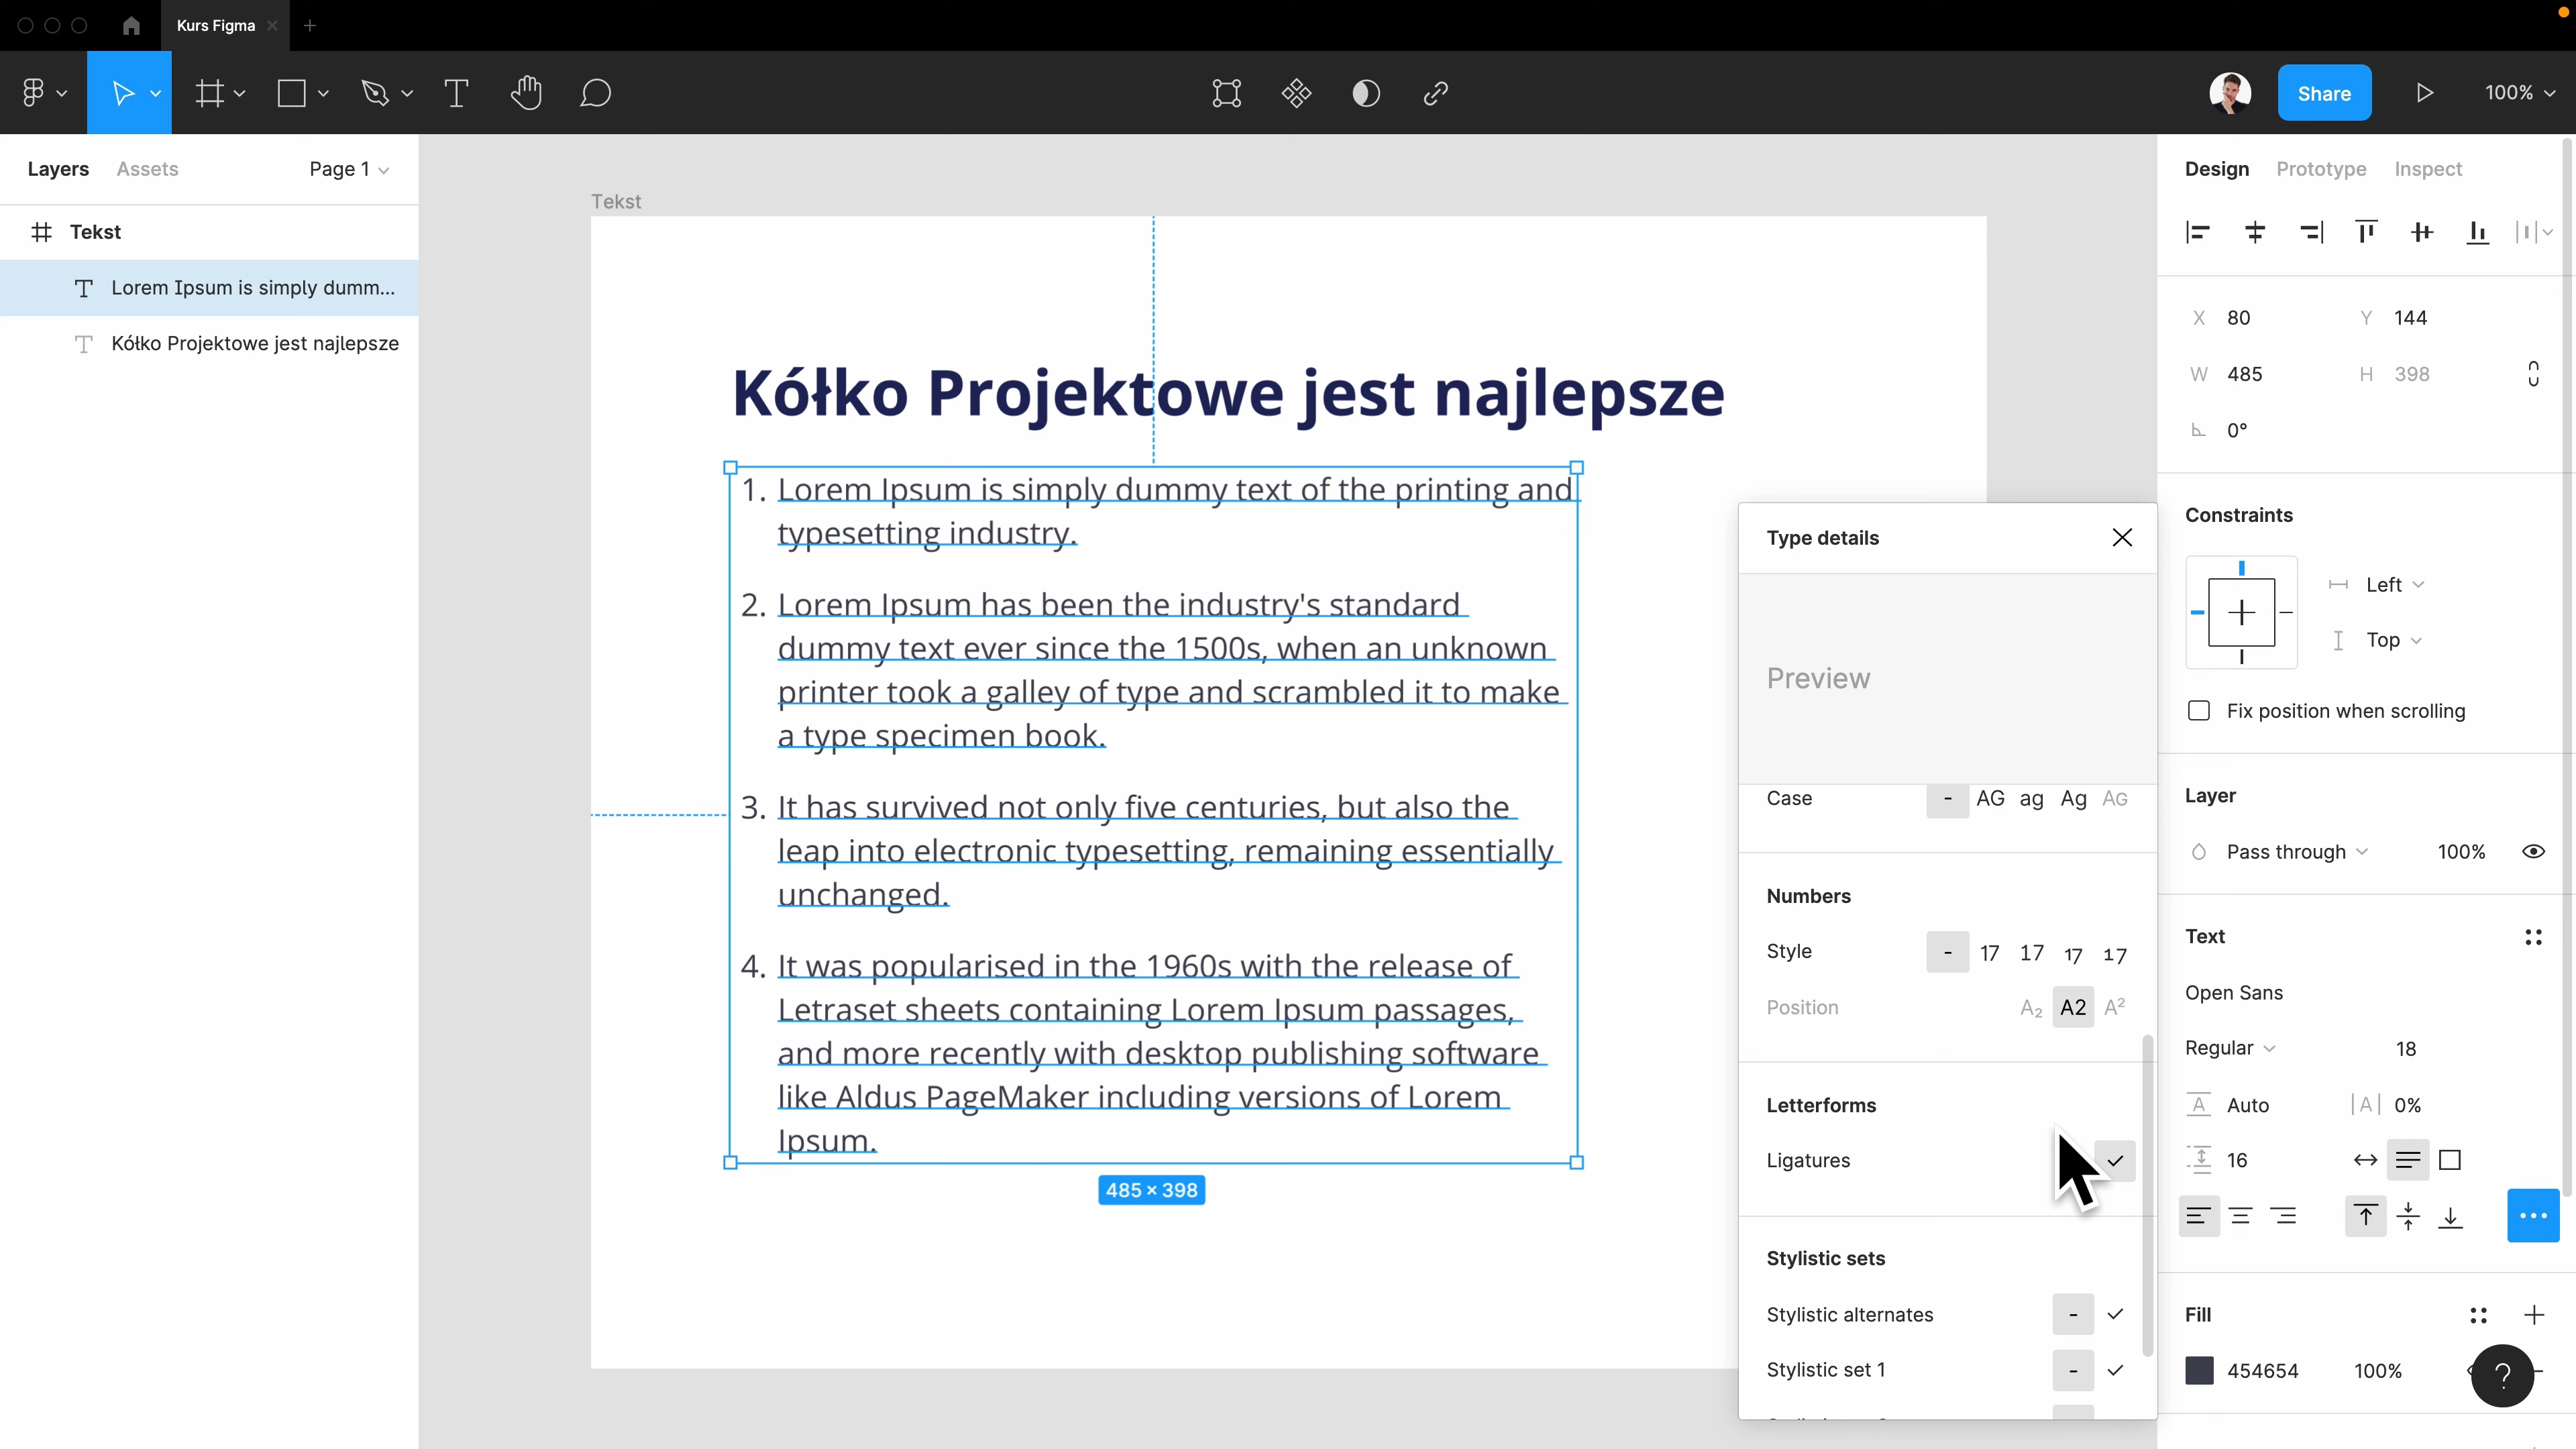 Kurs Figma
Share
100%
Layers
Assets
Page 1
Tekst
Lorem Ipsum is simply dumm...
Kółko Projektowe jest najlepsze
Tekst
Kółko Projektowe jest najlepsze
1. Lorem Ipsum is simply dummy text of the printing and
typesetting industry.
2. Lorem Ipsum has been the industry's standard
dummy text ever since the 1500s, when an unknown
printer took a galley of type and scrambled it to make
a type specimen book.
3. It has survived not only five centuries, but also the
leap into electronic typesetting, remaining essentially
unchanged.
4. It was popularised in the 1960s with the release of
Letraset sheets containing Lorem Ipsum passages,
and more recently with desktop publishing software
like Aldus PageMaker including versions of Lorem
Ipsum.
485 × 398
Type details
Preview
Case - AG ag Ag AG
Numbers
Style - 17 17 17 17
Position A₂ A2 A²
Letterforms
Ligatures
Stylistic sets
Stylistic alternates -
Stylistic set 1 -
Design
Prototype
Inspect
X 80 Y 144
W 485 H 398
0°
Constraints
Left
Top
Fix position when scrolling
Layer
Pass through 100%
Text
Open Sans
Regular 18
A Auto |A| 0%
16
Fill
454654 100%
?